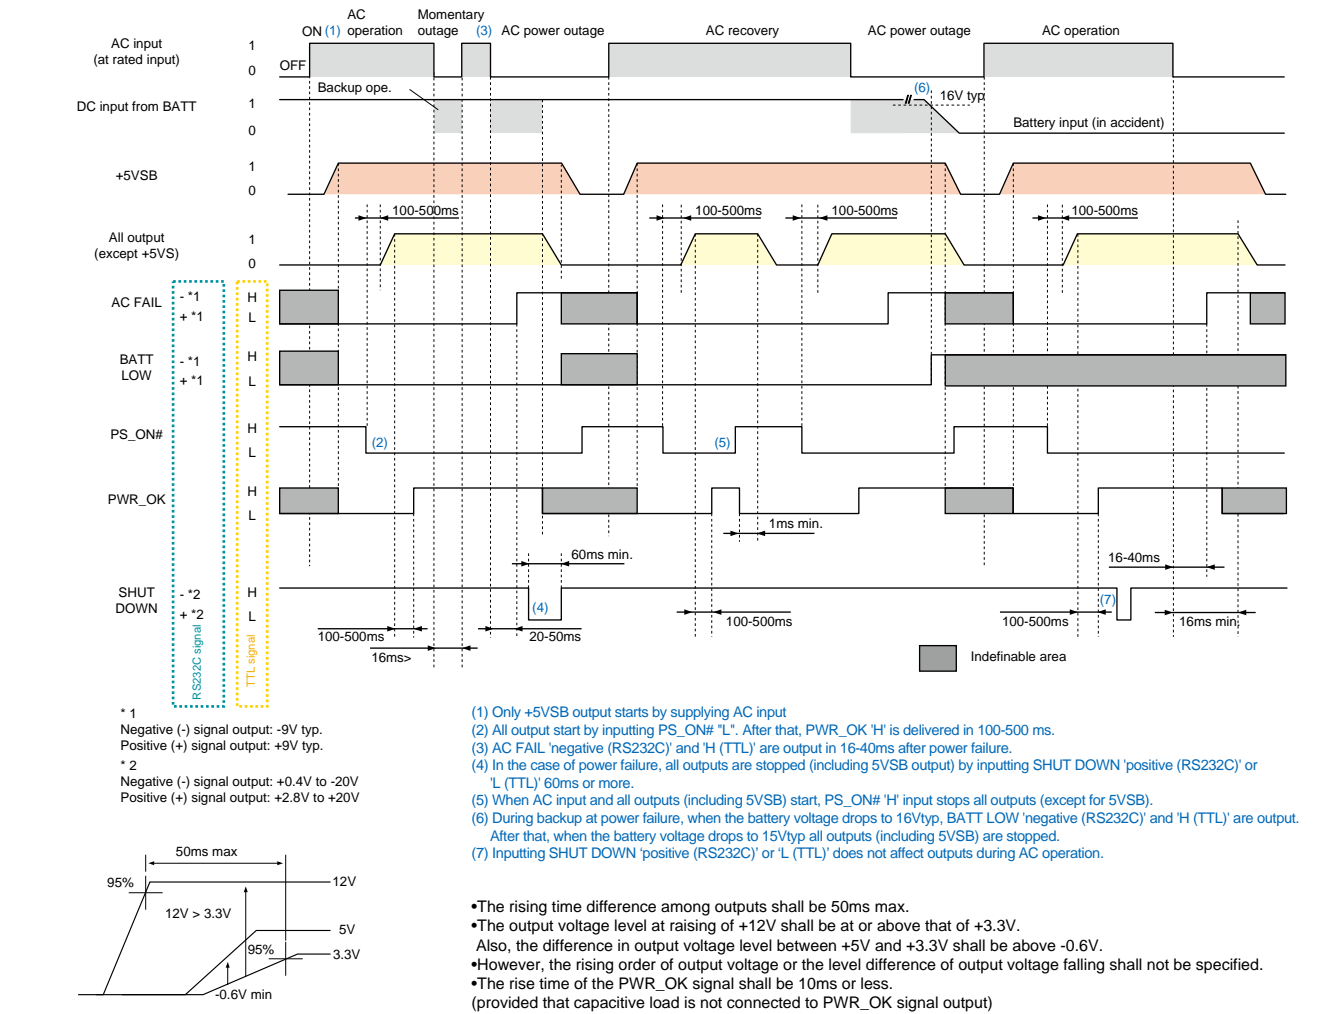 AC
operation
Momentary
outage
ON (1)
(3)
AC power outage
AC recovery
AC power outage
AC operation
AC input
(at rated input)
1
0
OFF
Backup ope.
DC input from BATT
1
0
(6)
16V typ
Battery input (in accident)
+5VSB
1
0
100-500ms
100-500ms
100-500ms
100-500ms
All output
(except +5VS)
1
0
AC FAIL
- *1
+ *1
H
L
BATT
LOW
- *1
+ *1
H
L
PS_ON#
H
L
(2)
(5)
PWR_OK
H
L
1ms min.
60ms min.
16-40ms
SHUT
DOWN
- *2
+ *2
H
L
(4)
(7)
RS232C signal
TTL signal
100-500ms
20-50ms
100-500ms
100-500ms
16ms min.
16ms>
Indefinable area
* 1
Negative (-) signal output: -9V typ.
Positive (+) signal output: +9V typ.
* 2
Negative (-) signal output: +0.4V to -20V
Positive (+) signal output: +2.8V to +20V
(1) Only +5VSB output starts by supplying AC input
(2) All output start by inputting PS_ON# "L". After that, PWR_OK 'H' is delivered in 100-500 ms.
(3) AC FAIL 'negative (RS232C)' and 'H (TTL)' are output in 16-40ms after power failure.
(4) In the case of power failure, all outputs are stopped (including 5VSB output) by inputting SHUT DOWN 'positive (RS232C)' or
'L (TTL)' 60ms or more.
(5) When AC input and all outputs (including 5VSB) start, PS_ON# 'H' input stops all outputs (except for 5VSB).
(6) During backup at power failure, when the battery voltage drops to 16Vtyp, BATT LOW 'negative (RS232C)' and 'H (TTL)' are output.
After that, when the battery voltage drops to 15Vtyp all outputs (including 5VSB) are stopped.
(7) Inputting SHUT DOWN 'positive (RS232C)' or 'L (TTL)' does not affect outputs during AC operation.
50ms max
95%
12V
12V > 3.3V
5V
95%
3.3V
-0.6V min
•The rising time difference among outputs shall be 50ms max.
•The output voltage level at raising of +12V shall be at or above that of +3.3V.
Also, the difference in output voltage level between +5V and +3.3V shall be above -0.6V.
•However, the rising order of output voltage or the level difference of output voltage falling shall not be specified.
•The rise time of the PWR_OK signal shall be 10ms or less.
(provided that capacitive load is not connected to PWR_OK signal output)